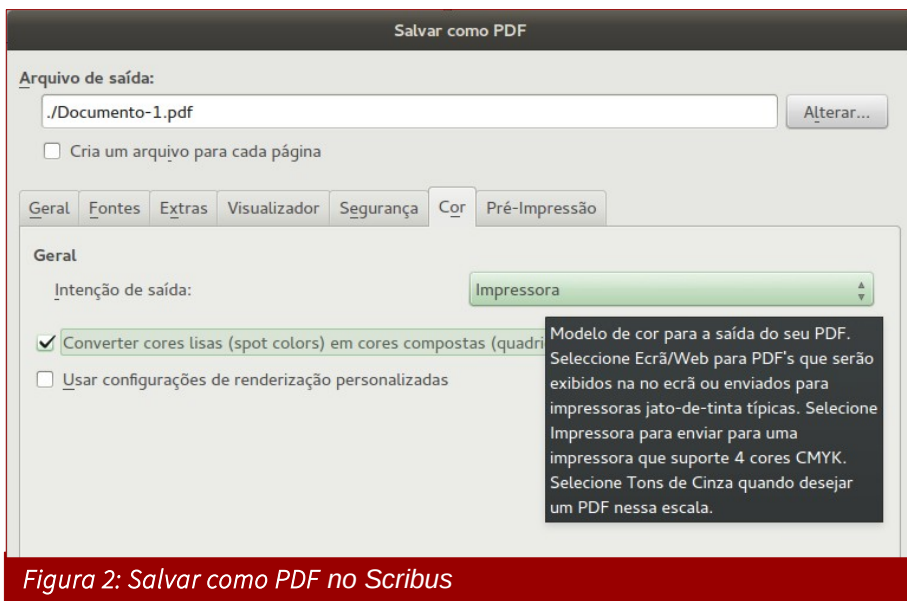 Salvar como PDF
Arquivo de saída:
./Documento-1.pdf
Alterar...
Cria um arquivo para cada página
Geral Fontes Extras Visualizador Segurança Cor Pré-Impressão
Geral
Intenção de saída:
Impressora
Converter cores lisas (spot colors) em cores compostas (quadri
Usar configurações de renderização personalizadas
Modelo de cor para a saída do seu PDF.
Seleccione Ecrã/Web para PDF's que serão
exibidos na no ecrã ou enviados para
impressoras jato-de-tinta típicas. Selecione
Impressora para enviar para uma
impressora que suporte 4 cores CMYK.
Selecione Tons de Cinza quando desejar
um PDF nessa escala.
Figura 2: Salvar como PDF no Scribus